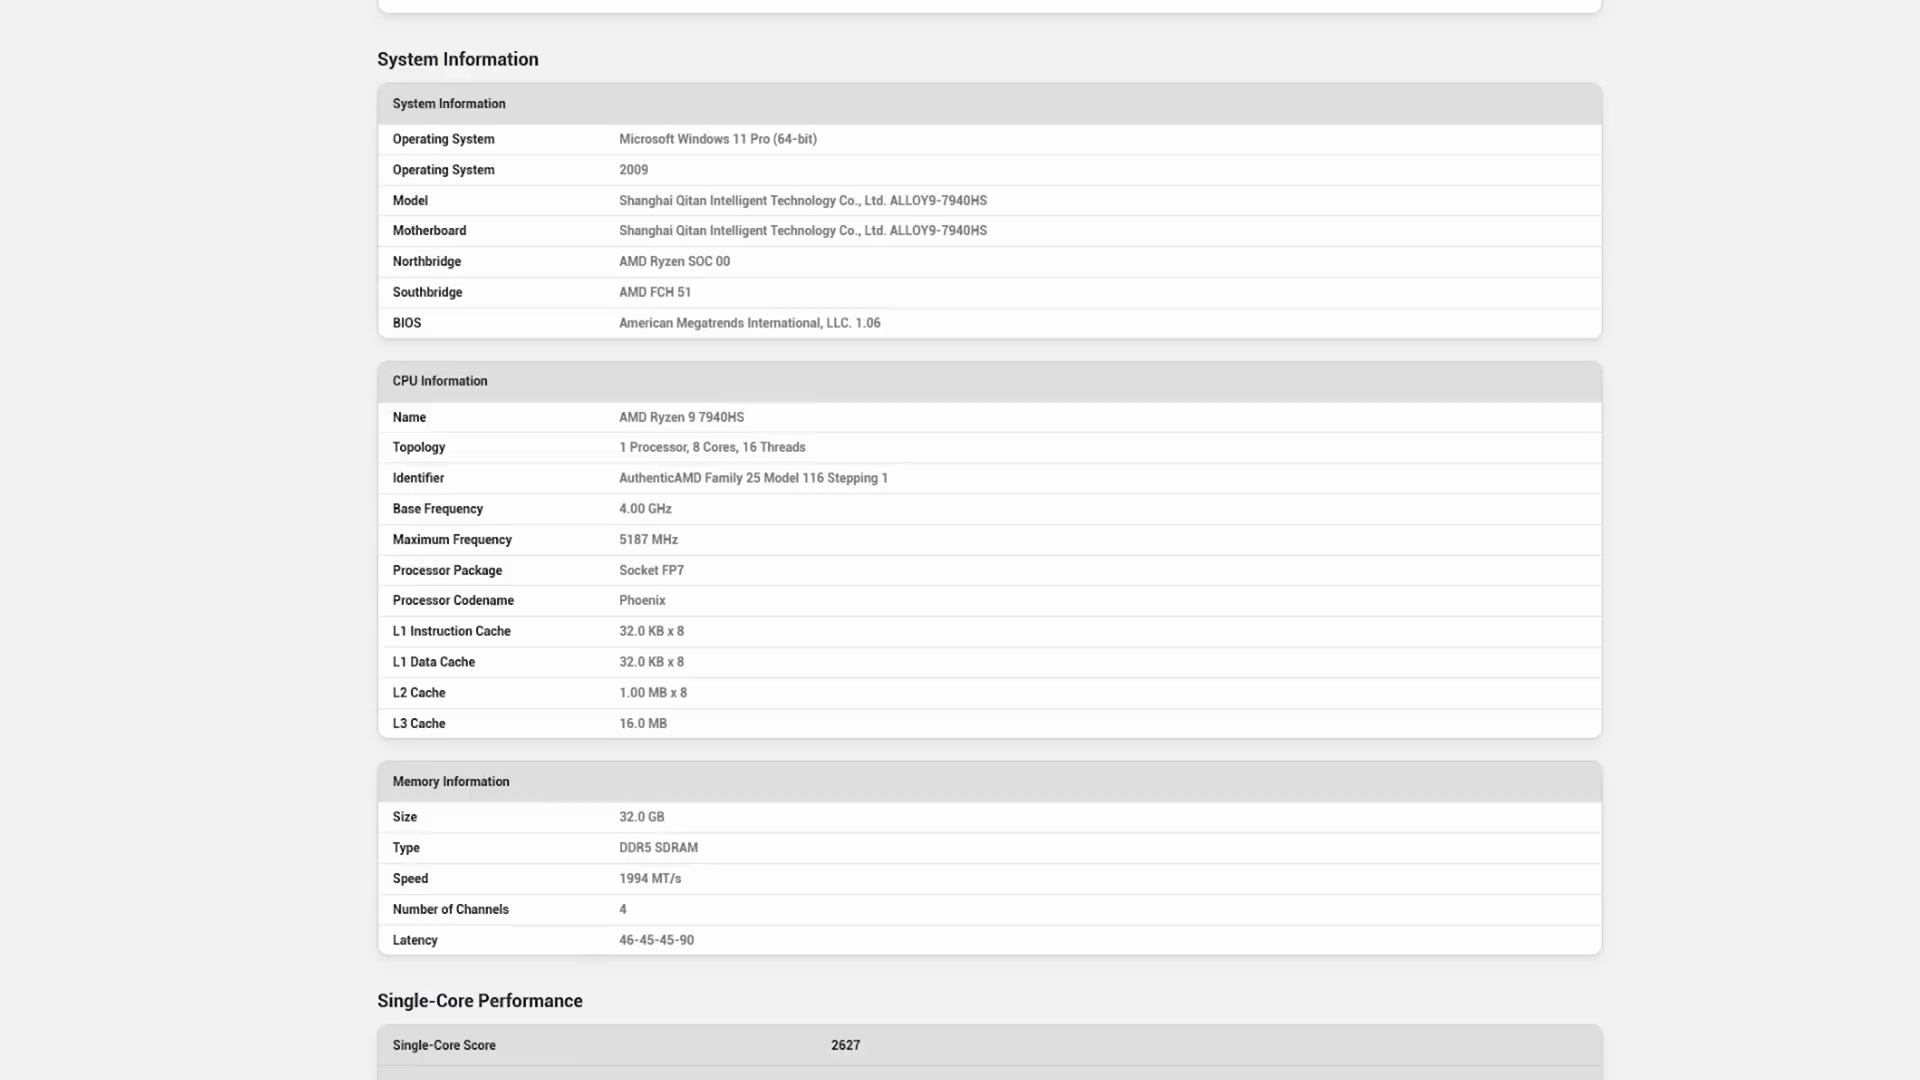 System Information
System Information
Operating System Microsoft Windows 11 Pro (64-bit)
Operating System 2009
Model Shanghai Qitan Intelligent Technology Co., Ltd. ALLOY9-7940HS
Motherboard Shanghai Qitan Intelligent Technology Co., Ltd. ALLOY9-7940HS
Northbridge AMD Ryzen SOC 00
Southbridge AMD FCH 51
BIOS American Megatrends International, LLC. 1.06
CPU Information
Name AMD Ryzen 9 7940HS
Topology 1 Processor, 8 Cores, 16 Threads
Identifier AuthenticAMD Family 25 Model 116 Stepping 1
Base Frequency 4.00 GHz
Maximum Frequency 5187 MHz
Processor Package Socket FP7
Processor Codename Phoenix
L1 Instruction Cache 32.0 KB x 8
L1 Data Cache 32.0 KB x 8
L2 Cache 1.00 MB x 8
L3 Cache 16.0 MB
Memory Information
Size 32.0 GB
Type DDR5 SDRAM
Speed 1994 MT/s
Number of Channels 4
Latency 46-45-45-90
Single-Core Performance
Single-Core Score 2627